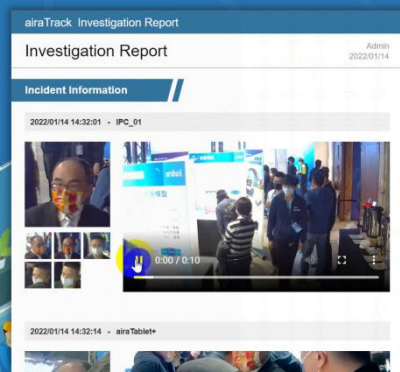 airaTrack Investigation Report
Investigation Report
Admin
2022/01/14
Incident Information
2022/01/14 14:32:01 - IPC_01
intel
0:00 / 0:10
2022/01/14 14:32:14 - airaTablet+